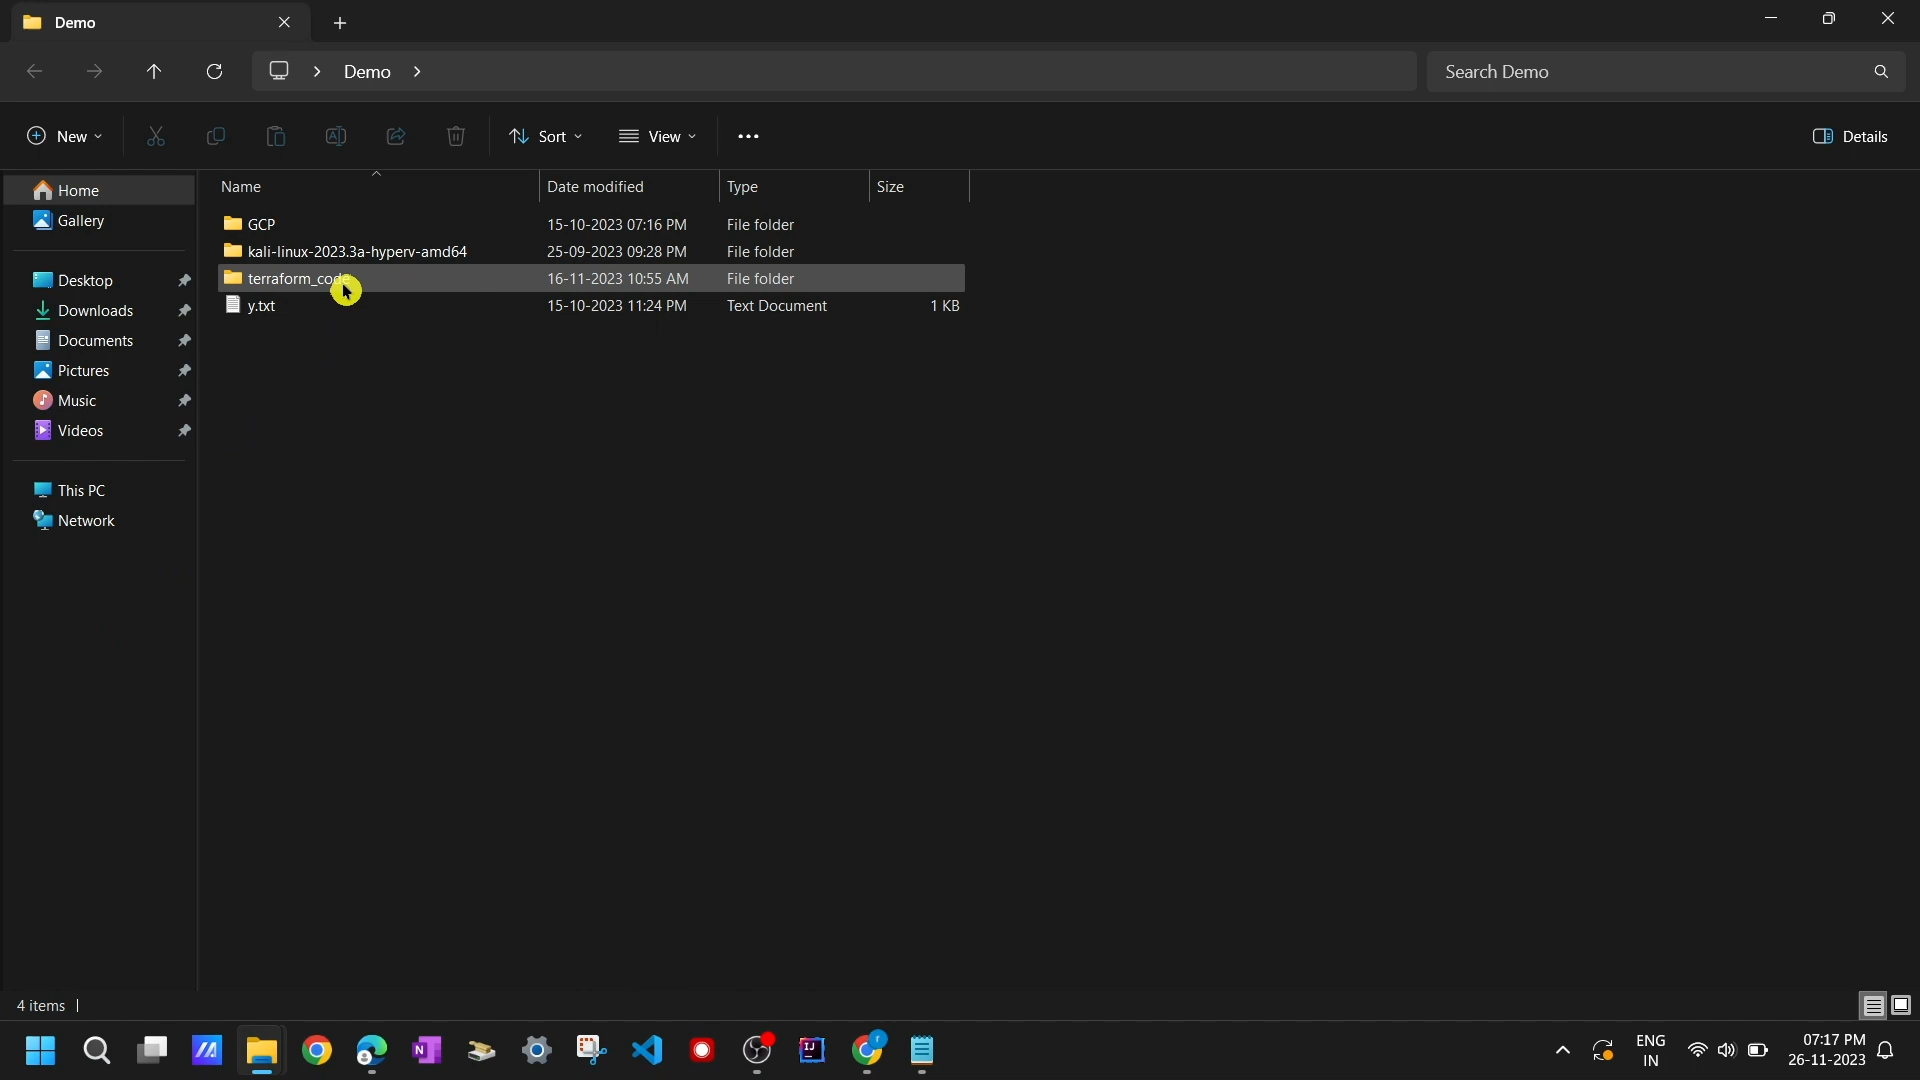 Demo
Demo
Search Demo
New
Sort
View
Details
Name Date modified Type Size
GCP 15-10-2023 07:16 PM File folder
kali-linux-2023.3a-hyperv-amd64 25-09-2023 09:28 PM File folder
terraform_code 16-11-2023 10:55 AM File folder
y.txt 15-10-2023 11:24 PM Text Document 1 KB
Home
Gallery
Desktop
Downloads
Documents
Pictures
Music
Videos
This PC
Network
4 items
ENG
IN
07:17 PM
26-11-2023